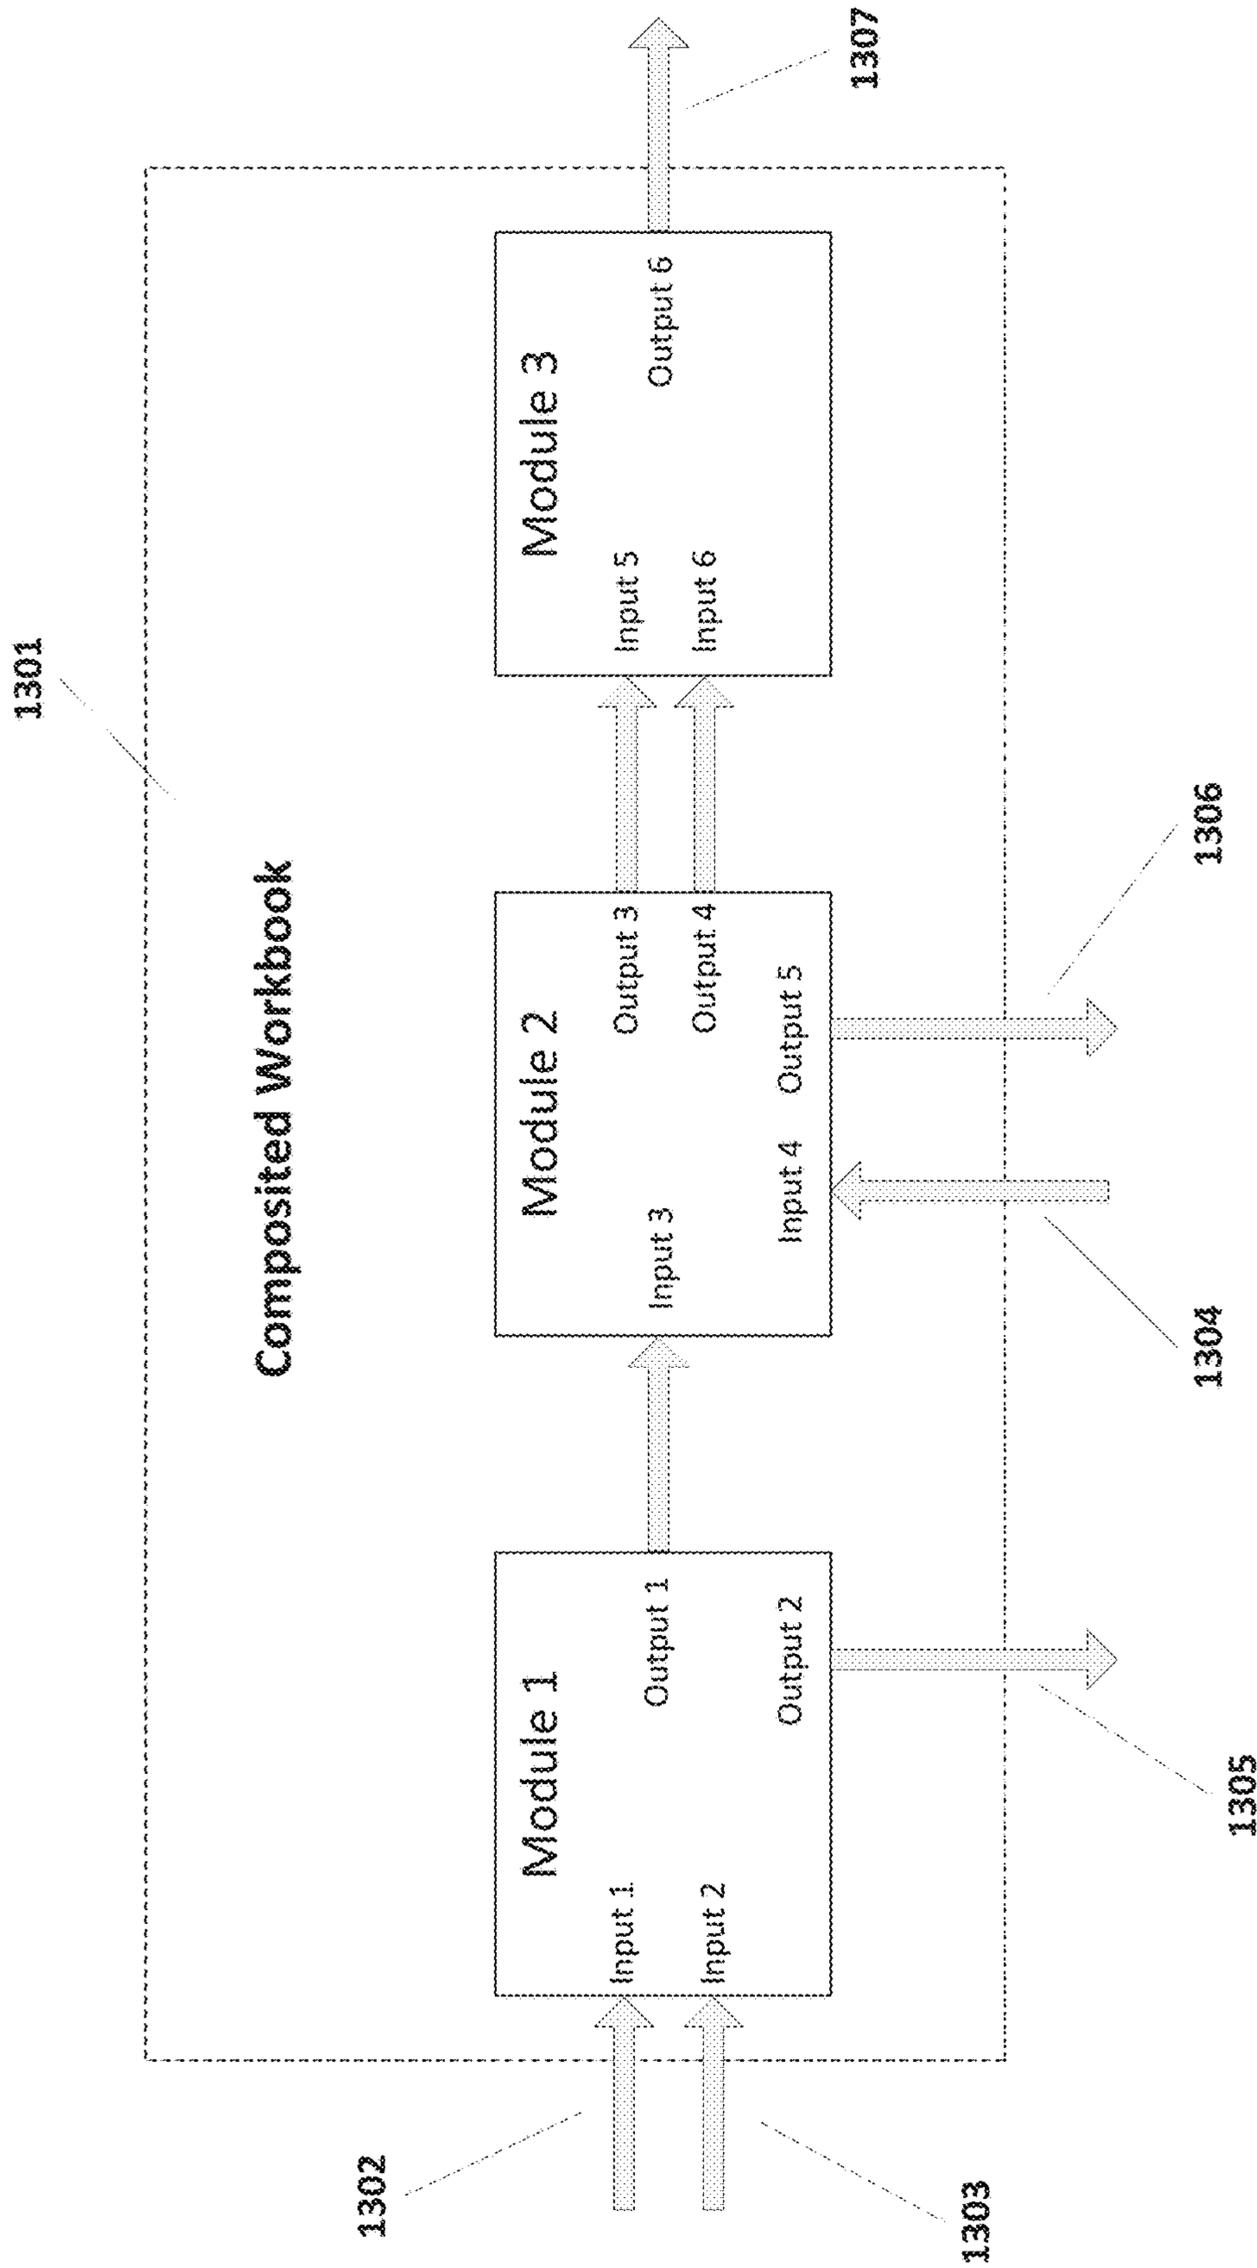 1301
Composited Workbook
1302
1303
Module 1
Input 1
Input 2
Output 1
Output 2
1305
Module 2
Input 3
Input 4
Output 3
Output 4
Output 5
1304
1306
Module 3
Input 5
Input 6
Output 6
1307